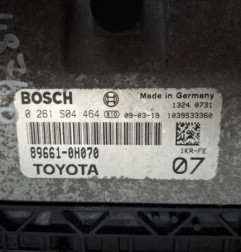 BOSCH
Made in Germany
1324 0731
0 261 S04 464 09-03-19 1039S33360
89661-0H070
1KR-FE
TOYOTA
07